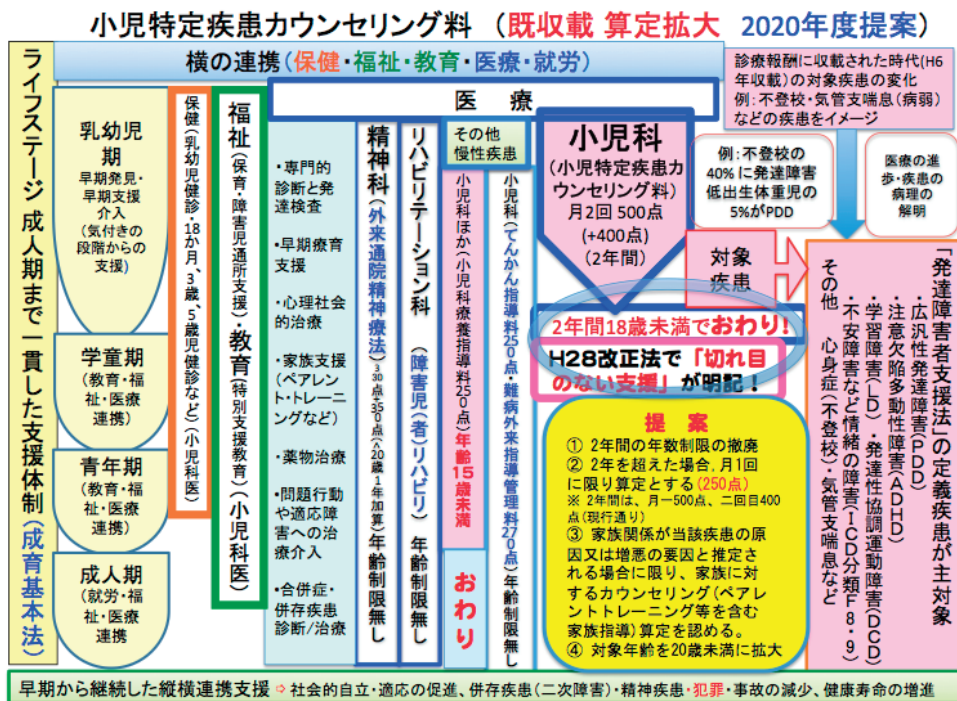 小児特定疾患カウンセリング料 （既収載 算定拡大 2020年度提案）
ライフステージ 成人期まで一貫した支援体制（成育基本法）
横の連携（保健・福祉・教育・医療・就労）
乳幼児
期
早期発見・
早期支援
介入
（気付きの
段階からの
支援）
学童期
（教育・福
祉・医療
連携）
青年期
（教育・福
祉・医療
連携）
成人期
（就労・福
祉・医療
連携
保健（乳幼児健診・18か月、3歳、5歳児健診など）（小児科医）
福祉（保育・障害児通所支援）・教育（特別支援教育）（小児科医）
医 療
・専門的
診断と発
達検査
・早期療育
支援
・心理社会
的治療
・家族支援
（ペアレン
ト・トレーニ
ングなど）
・薬物治療
・問題行動
や適応障
害への治
療介入
・合併症・
併存疾患
診断/治療
精神科（外来通院精神療法）330点+350点（A20歳1年加算）年齢制限無し
リハビリテーション科 （障害児（者）リハビリ） 年齢制限無し
その他
慢性疾患
小児科ほか（小児科療養指導料250点）年齢15歳未満
おわり
小児科（てんかん指導料250点・難病外来指導管理料270点）年齢制限無し
小児科
（小児特定疾患カ
ウンセリング料）
月2回 500点
(+400点)
(2年間)
2年間18歳未満でおわり!
H28改正法で「切れ目
のない支援」が明記！
提 案
① 2年間の年数制限の撤廃
② 2年を超えた場合、月1回
に限り算定とする（250点）
※ 2年間は、月一500点、二回目400
点（現行通り）
③ 家族関係が当該疾患の原
因又は増悪の要因と推定さ
れる場合に限り、家族に対
するカウンセリング（ペアレ
ントトレーニング等を含む
家族指導）算定を認める。
④ 対象年齢を20歳未満に拡大
診療報酬に収載された時代（H6
年収載）の対象疾患の変化
例：不登校・気管支喘息（病弱）
などの疾患をイメージ
例：不登校の
40%に発達障害
低出生体重児の
5%がPDD
医療の進
歩・疾患の
病理の
解明
対象
疾患
「発達障害者支援法」の定義疾患が主対象
・広汎性発達障害（PDD）
・注意欠陥多動性障害（ADHD）
・学習障害（LD）・発達性協調運動障害（DCD）
・不安障害など情緒の障害（ICD分類F8・9）
その他 心身症（不登校）・気管支喘息など
早期から継続した縦横連携支援 ⇨ 社会的自立・適応の促進、併存疾患（二次障害）・精神疾患・犯罪・事故の減少、健康寿命の増進